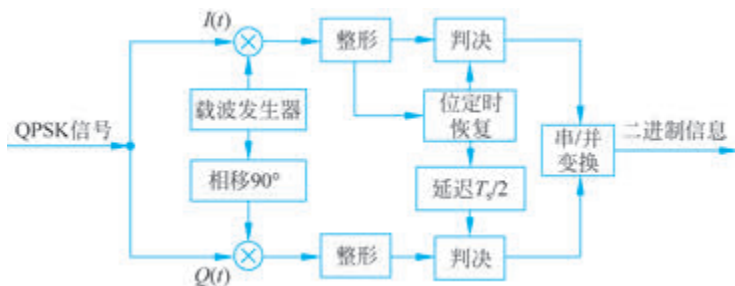 I(t)
整形
判决
载波发生器
位定时
恢复
QPSK信号
串/并
变换
二进制信息
相移90°
延迟Ts/2
整形
判决
Q(t)